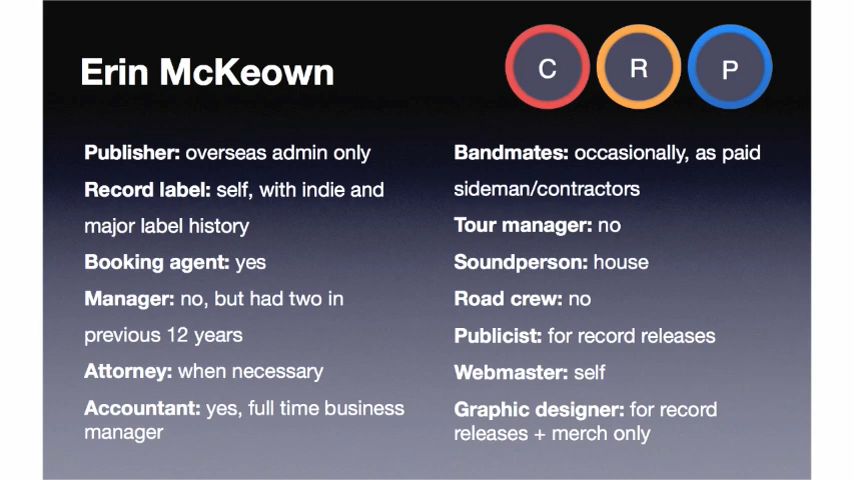 Erin McKeown
C R P
Publisher: overseas admin only
Record label: self, with indie and
major label history
Booking agent: yes
Manager: no, but had two in
previous 12 years
Attorney: when necessary
Accountant: yes, full time business
manager
Bandmates: occasionally, as paid
sideman/contractors
Tour manager: no
Soundperson: house
Road crew: no
Publicist: for record releases
Webmaster: self
Graphic designer: for record
releases + merch only